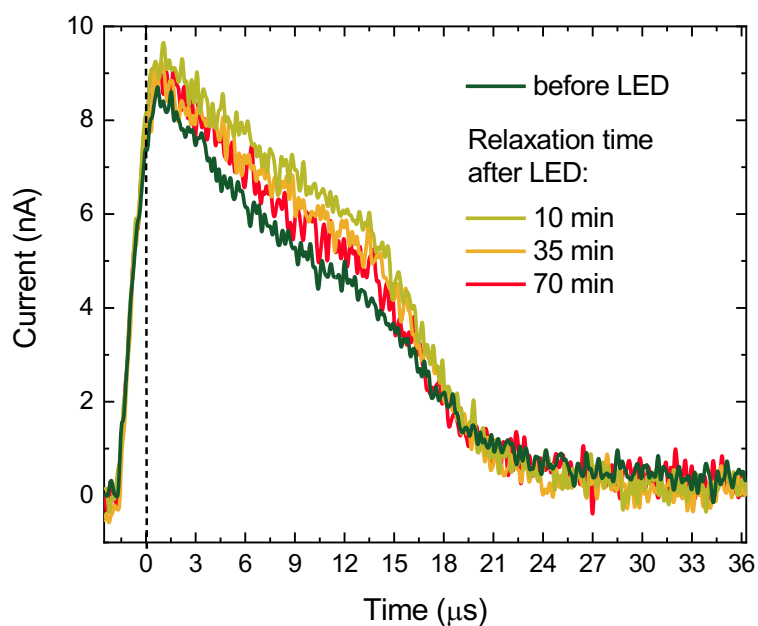 10
8
6
4
2
0
Current (nA)
before LED
Relaxation time
after LED:
10 min
35 min
70 min
0 3 6 9 12 15 18 21 24 27 30 33 36
Time (μs)